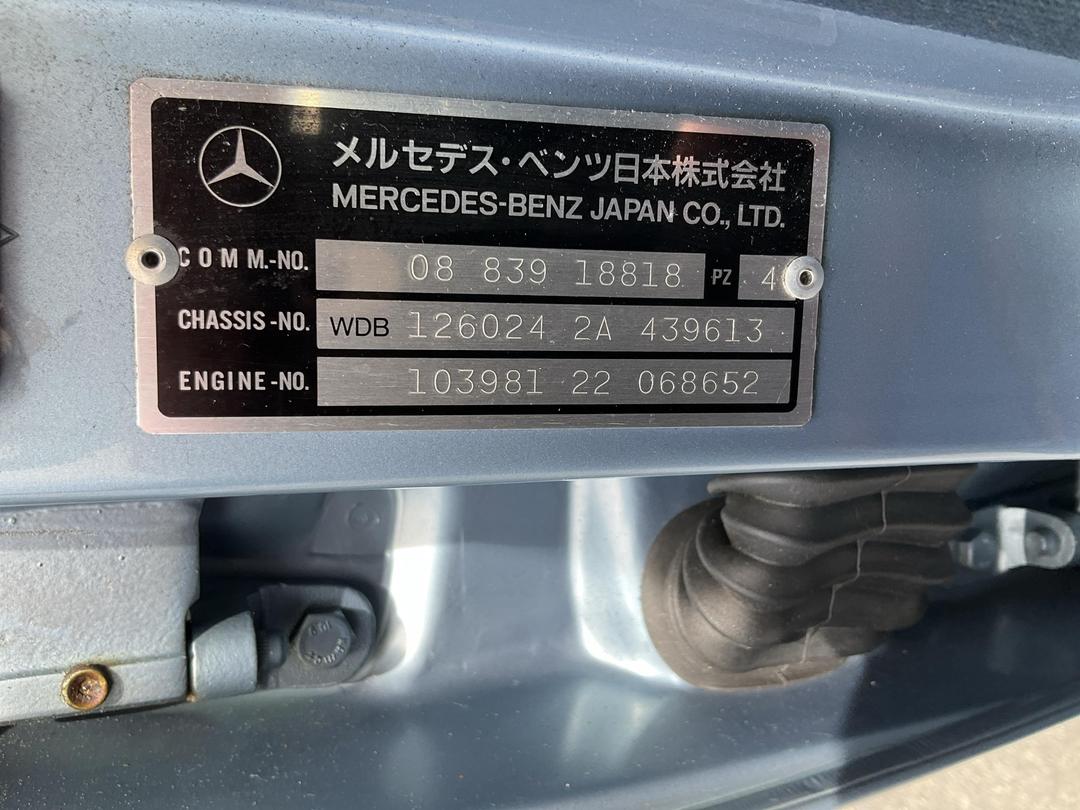 メルセデス・ベンツ日本株式会社
MERCEDES-BENZ JAPAN CO., LTD.
COMM.-NO. 08 839 18818 PZ 4
CHASSIS-NO. WDB 126024 2A 439613
ENGINE-NO. 103981 22 068652